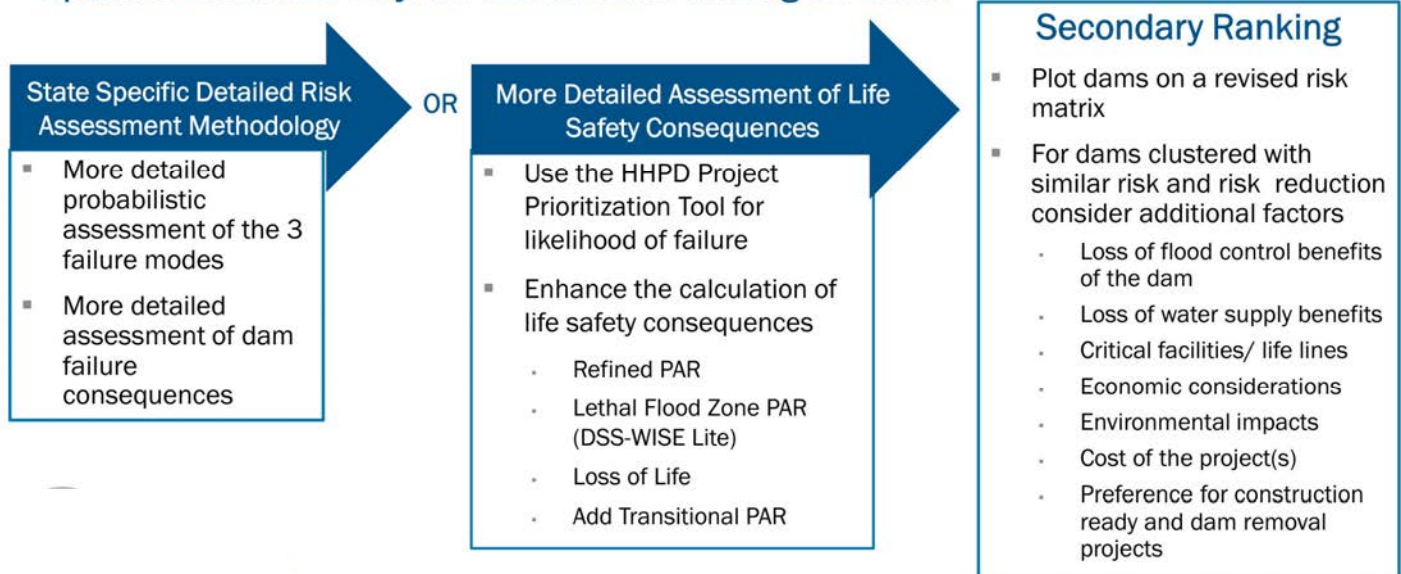 State Specific Detailed Risk
Assessment Methodology
▪ More detailed
probabilistic
assessment of the 3
failure modes
▪ More detailed
assessment of dam
failure
consequences
OR
More Detailed Assessment of Life
Safety Consequences
▪ Use the HHPD Project
Prioritization Tool for
likelihood of failure
▪ Enhance the calculation of
life safety consequences
▪ Refined PAR
▪ Lethal Flood Zone PAR
(DSS-WISE Lite)
▪ Loss of Life
▪ Add Transitional PAR
Secondary Ranking
▪ Plot dams on a revised risk
matrix
▪ For dams clustered with
similar risk and risk reduction
consider additional factors
▪ Loss of flood control benefits
of the dam
▪ Loss of water supply benefits
▪ Critical facilities/ life lines
▪ Economic considerations
▪ Environmental impacts
▪ Cost of the project(s)
▪ Preference for construction
ready and dam removal
projects